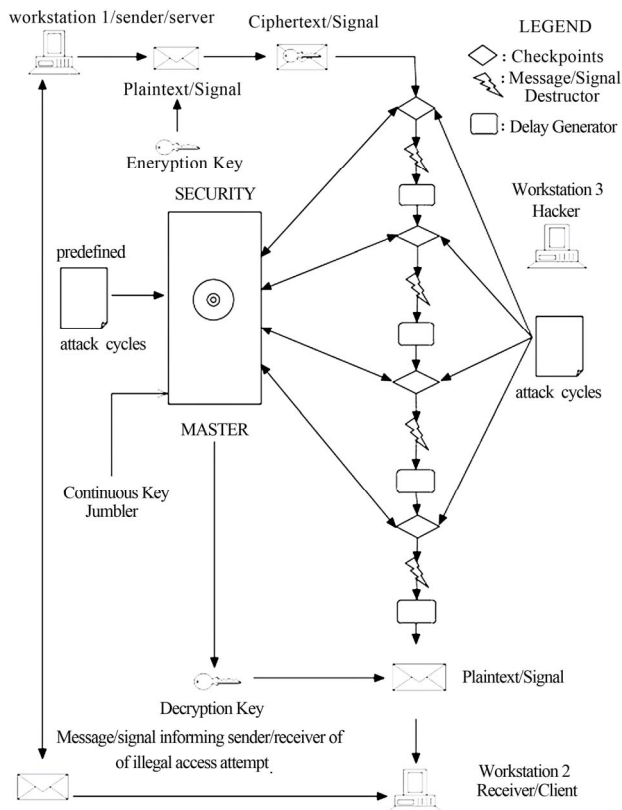 workstation 1/sender/server
Ciphertext/Signal
LEGEND
: Checkpoints
: Message/Signal
Destructor
: Delay Generator
Plaintext/Signal
Eneryption Key
SECURITY
Workstation 3
Hacker
predefined
attack cycles
attack cycles
MASTER
Continuous Key
Jumbler
Decryption Key
Plaintext/Signal
Message/signal informing sender/receiver of
of illegal access attempt.
Workstation 2
Receiver/Client